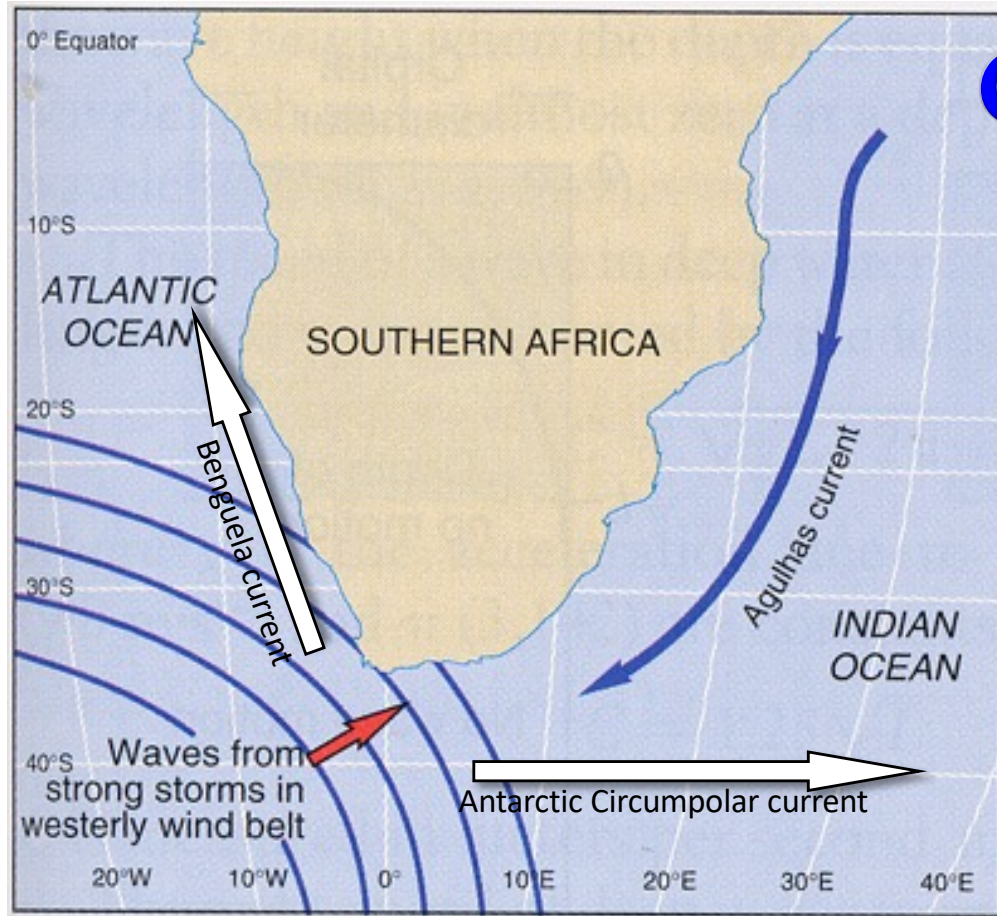 0° Equator
10°S
ATLANTIC
OCEAN
SOUTHERN AFRICA
20°S
Benguela current
Agulhas current
30°S
INDIAN
OCEAN
Waves from
40°S
strong storms in
westerly wind belt
Antarctic Circumpolar current
20°W
10°W
0°
10°E
20°E
30°E
40°E